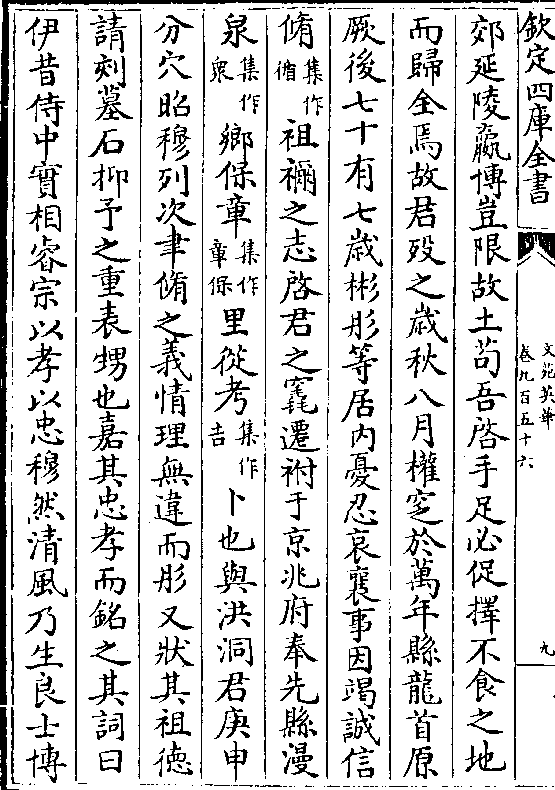 欽定四庫全書
文苑英華
卷九百五十六
九
郊延陵嬴博豈限故土茍吾啓手足必促擇不食之地
而歸全焉故君殁之歲秋八月權窆於萬年縣龍首原
厥後七十有七歲彬彤等居内憂忍哀襄事因竭誠信
脩集作循祖禰之志啓君之竁遷祔于京兆府奉先縣漫
泉集作衆鄉保章集作章保里從考集作吉卜也與洪洞君庚申
分穴昭穆列次聿脩之義情理無違而彤又狀其祖德
請刻墓石抑予之重表甥也嘉其忠孝而銘之其詞曰
伊昔侍中實相睿宗以孝以忠穆然清風乃生良士博